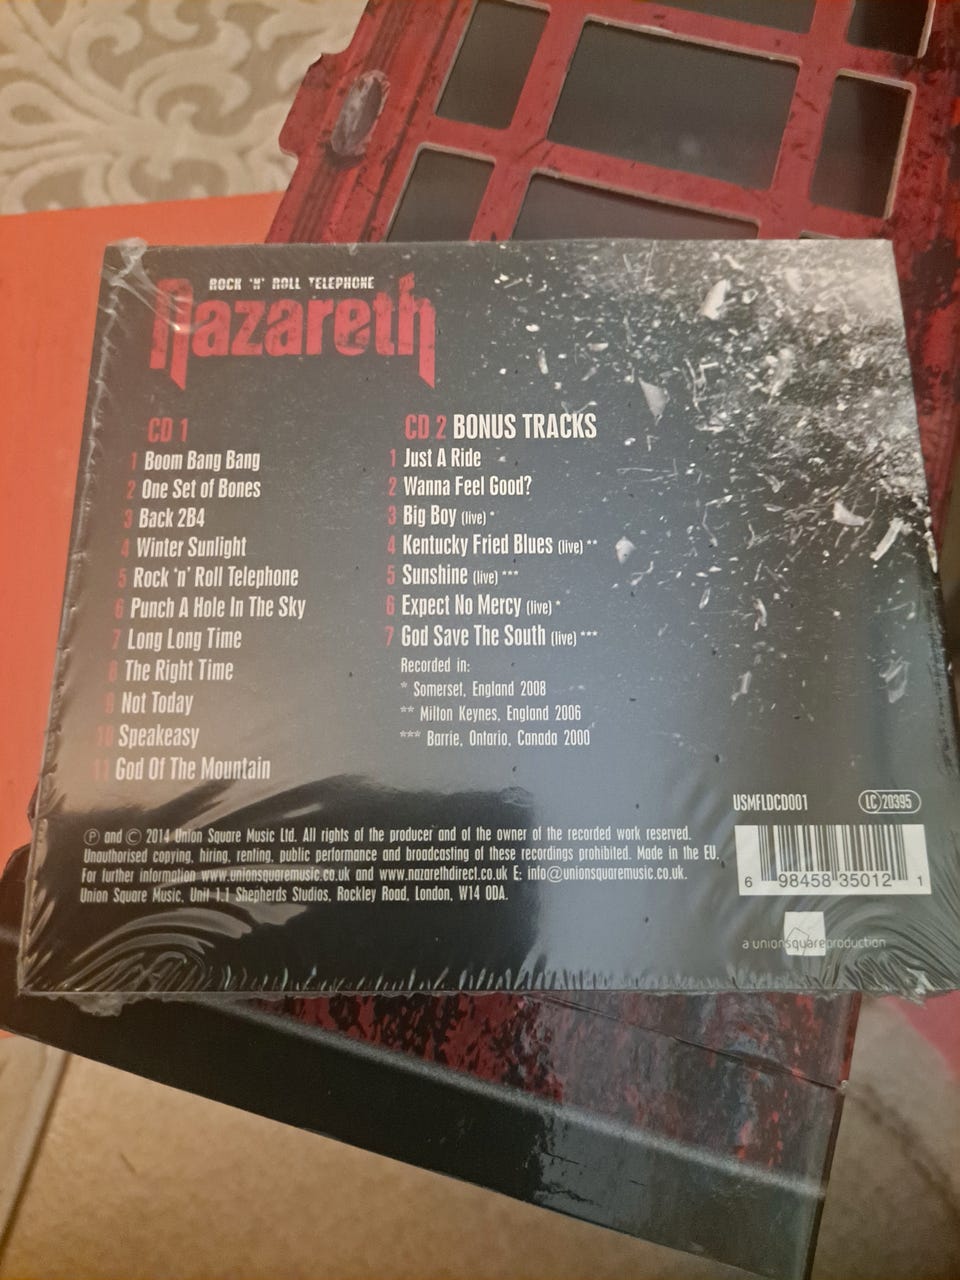 ROCK 'N' ROLL TELEPHONE
Nazareth
CD 1
1 Boom Bang Bang
2 One Set of Bones
3 Back 2B4
4 Winter Sunlight
5 Rock 'n' Roll Telephone
6 Punch A Hole In The Sky
7 Long Long Time
8 The Right Time
9 Not Today
10 Speakeasy
11 God Of The Mountain
CD 2 BONUS TRACKS
1 Just A Ride
2 Wanna Feel Good?
3 Big Boy (live) *
4 Kentucky Fried Blues (live) **
5 Sunshine (live) ***
6 Expect No Mercy (live) *
7 God Save The South (live) ***
Recorded in:
* Somerset, England 2008
** Milton Keynes, England 2006
*** Barrie, Ontario, Canada 2000
Ⓟ and © 2014 Union Square Music Ltd. All rights of the producer and of the owner of the recorded work reserved.
Unauthorised copying, hiring, renting, public performance and broadcasting of these recordings prohibited. Made in the EU.
For further information www.unionsquaremusic.co.uk and www.nazarethdirect.co.uk E: info@unionsquaremusic.co.uk.
Union Square Music, Unit 1.1 Shepherds Studios, Rockley Road, London, W14 0DA.
USMFLDCD001
LC 20395
6 98458 35012 1
a unionsquareproduction